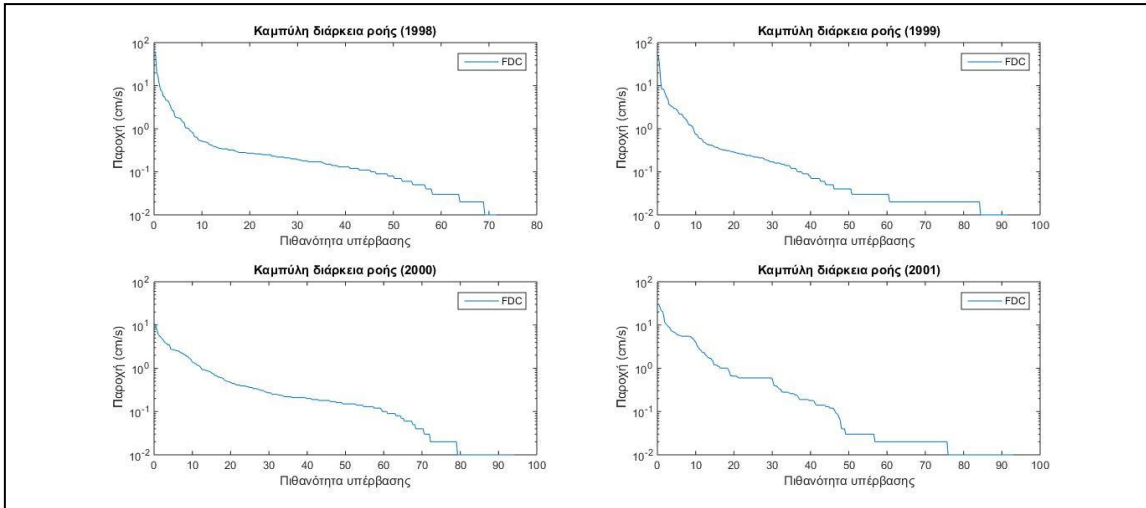 Καμπύλη διάρκεια ροής (1998)
Παροχή (cm/s)
10^2
10^1
10^0
10^-1
10^-2
FDC
0 10 20 30 40 50 60 70 80
Πιθανότητα υπέρβασης
Καμπύλη διάρκεια ροής (1999)
Παροχή (cm/s)
10^2
10^1
10^0
10^-1
10^-2
FDC
0 10 20 30 40 50 60 70 80 90 100
Πιθανότητα υπέρβασης
Καμπύλη διάρκεια ροής (2000)
Παροχή (cm/s)
10^2
10^1
10^0
10^-1
10^-2
FDC
0 10 20 30 40 50 60 70 80 90 100
Πιθανότητα υπέρβασης
Καμπύλη διάρκεια ροής (2001)
Παροχή (cm/s)
10^2
10^1
10^0
10^-1
10^-2
FDC
0 10 20 30 40 50 60 70 80 90 100
Πιθανότητα υπέρβασης